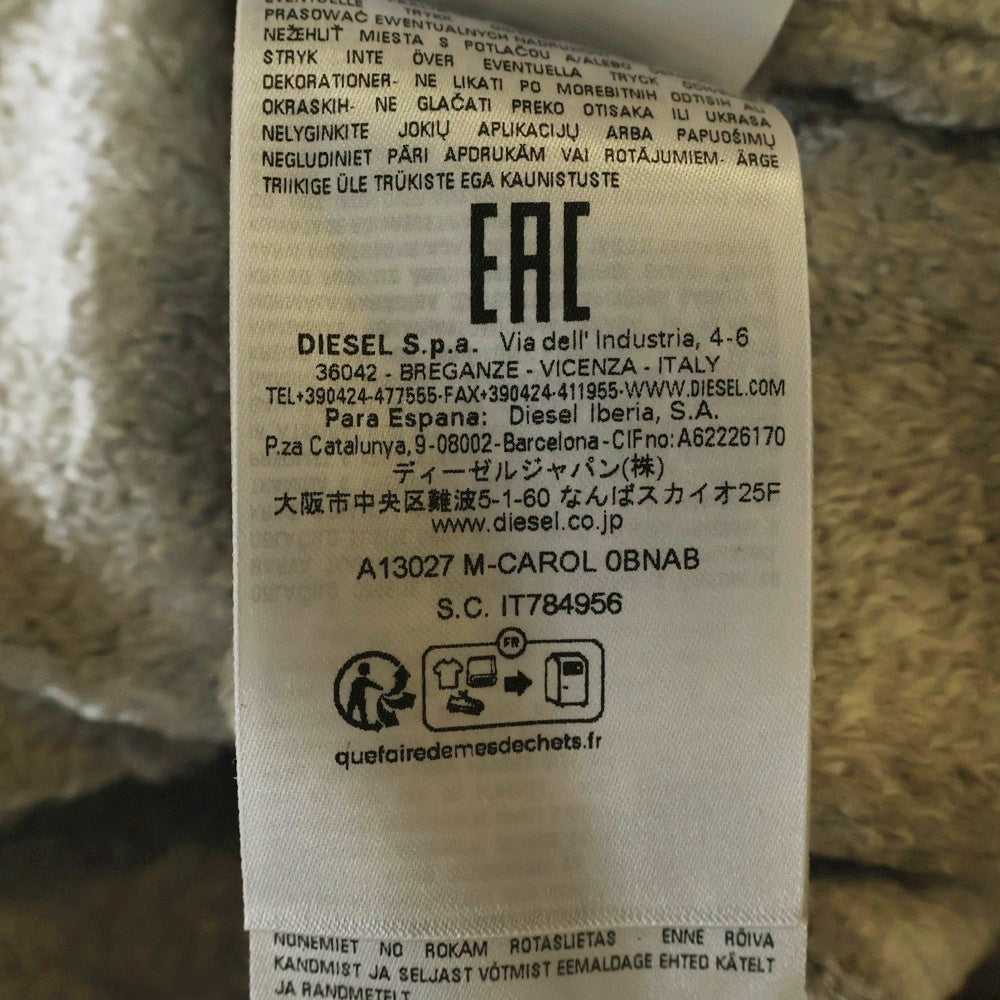 PRASOWAĆ EWENTUALNYCH
NEŽEHLIŤ MIESTA S POTLAČOU A/ALEBO
STRYK INTE ÖVER EVENTUELLA TRYCK
DEKORATIONER- NE LIKATI PO MOREBITNIH ODTISIH ALI
OKRASKIH- NE GLAČATI PREKO OTISAKA ILI UKRASA
NELYGINKITE JOKIŲ APLIKACIJŲ ARBA PAPUOŠIMŲ
NEGLUDINIET PĀRI APDRUKĀM VAI ROTĀJUMIEM- ÄRGE
TRIIKIGE ÜLE TRÜKISTE EGA KAUNISTUSTE
EAC
DIESEL S.p.a. Via dell' Industria, 4-6
36042 - BREGANZE - VICENZA - ITALY
TEL+390424-477555-FAX+390424-411955-WWW.DIESEL.COM
Para Espana: Diesel Iberia, S.A.
P.za Catalunya,9-08002-Barcelona-CIFno:A62226170
ディーゼルジャパン(株)
大阪市中央区難波5-1-60 なんばスカイオ25F
www.diesel.co.jp
A13027 M-CAROL 0BNAB
S.C. IT784956
FR
quefairedemesdechets.fr
NOŅEMIET NO ROKĀM ROTASLIETAS - ENNE RÕIVA
KANDMIST JA SELJAST VÕTMIST EEMALDAGE EHTED KÄTELT
JA RANDMETELT